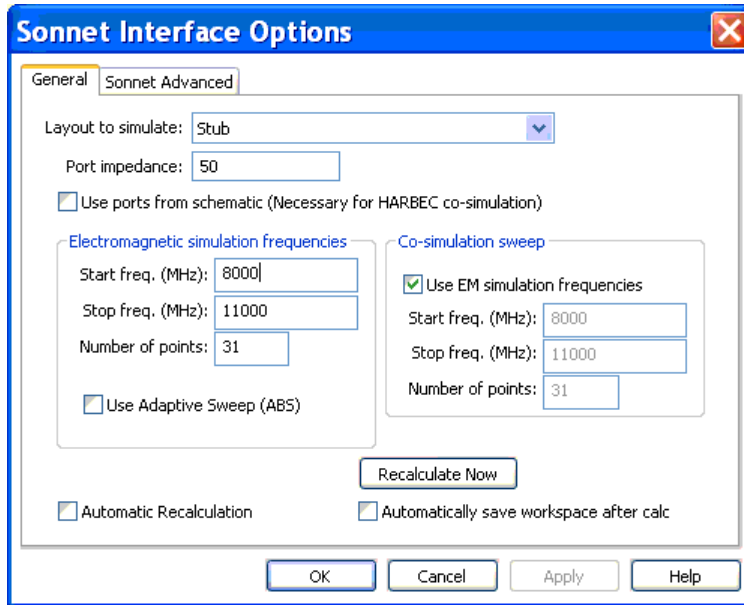 Sonnet Interface Options
General
Sonnet Advanced
Layout to simulate: Stub
Port impedance: 50
Use ports from schematic (Necessary for HARBEC co-simulation)
Electromagnetic simulation frequencies
Start freq. (MHz): 8000
Stop freq. (MHz): 11000
Number of points: 31
Use Adaptive Sweep (ABS)
Co-simulation sweep
Use EM simulation frequencies
Start freq. (MHz): 8000
Stop freq. (MHz): 11000
Number of points: 31
Recalculate Now
Automatic Recalculation
Automatically save workspace after calc
OK
Cancel
Apply
Help